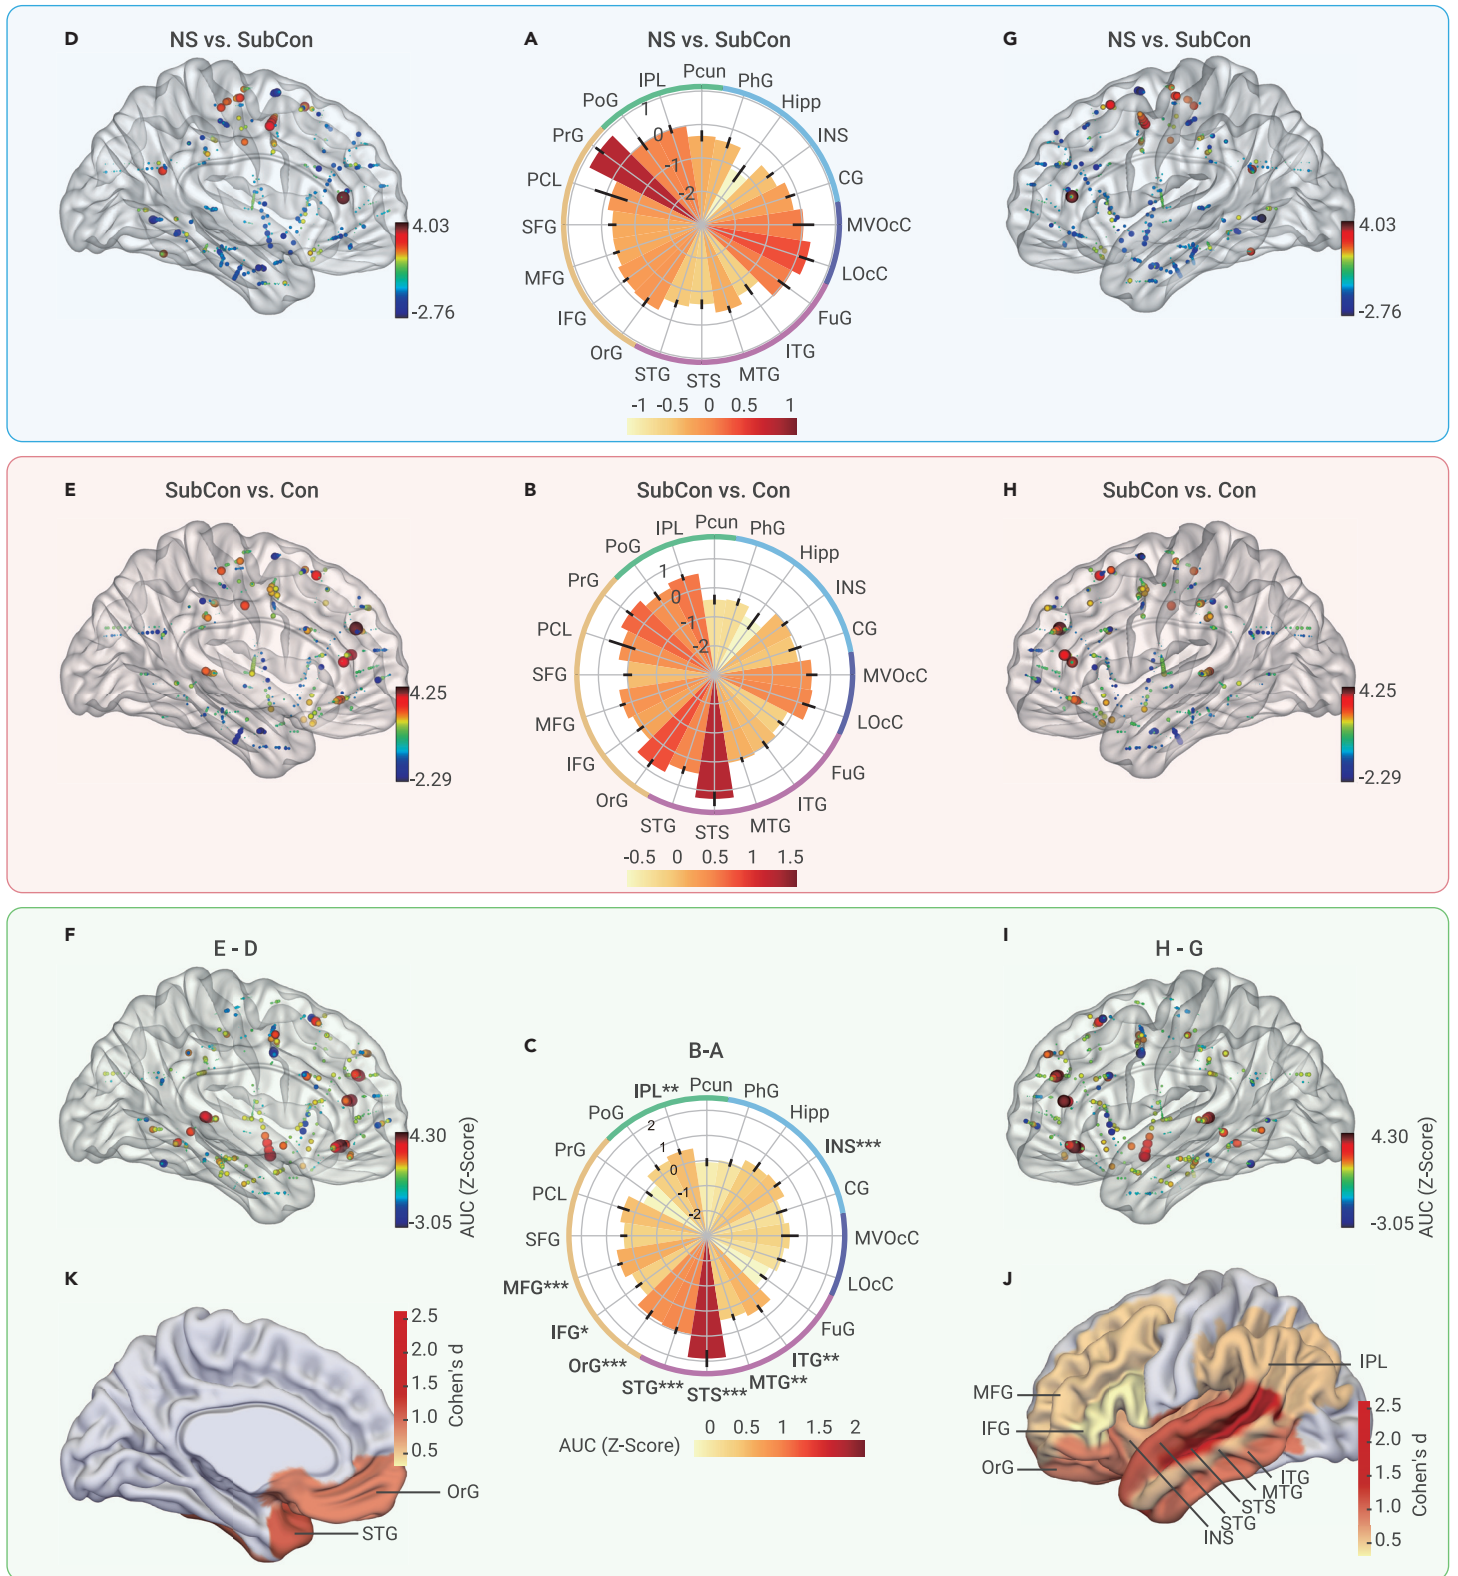 D
NS vs. SubCon
4.03
-2.76
A
NS vs. SubCon
Pcun
PhG
Hipp
INS
CG
MVOcC
LOcC
FuG
ITG
MTG
STS
STG
OrG
IFG
MFG
SFG
PCL
PrG
PoG
IPL
1
0
-1
-2
-1 -0.5 0 0.5 1
G
NS vs. SubCon
4.03
-2.76
E
SubCon vs. Con
4.25
-2.29
B
SubCon vs. Con
Pcun
PhG
Hipp
INS
CG
MVOcC
LOcC
FuG
ITG
MTG
STS
STG
OrG
IFG
MFG
SFG
PCL
PrG
PoG
IPL
1
0
-1
-2
-0.5 0 0.5 1 1.5
H
SubCon vs. Con
4.25
-2.29
F
E - D
4.30
-3.05
AUC (Z-Score)
C
B-A
Pcun
PhG
Hipp
INS***
CG
MVOcC
LOcC
FuG
ITG**
MTG**
STS***
STG***
OrG***
IFG*
MFG***
SFG
PCL
PrG
PoG
IPL**
2
1
0
-1
-2
AUC (Z-Score)
0 0.5 1 1.5 2
I
H - G
4.30
-3.05
AUC (Z-Score)
K
2.5
2.0
1.5
1.0
0.5
Cohen's d
OrG
STG
J
IPL
MFG
IFG
OrG
ITG
MTG
STS
STG
INS
2.5
2.0
1.5
1.0
0.5
Cohen's d